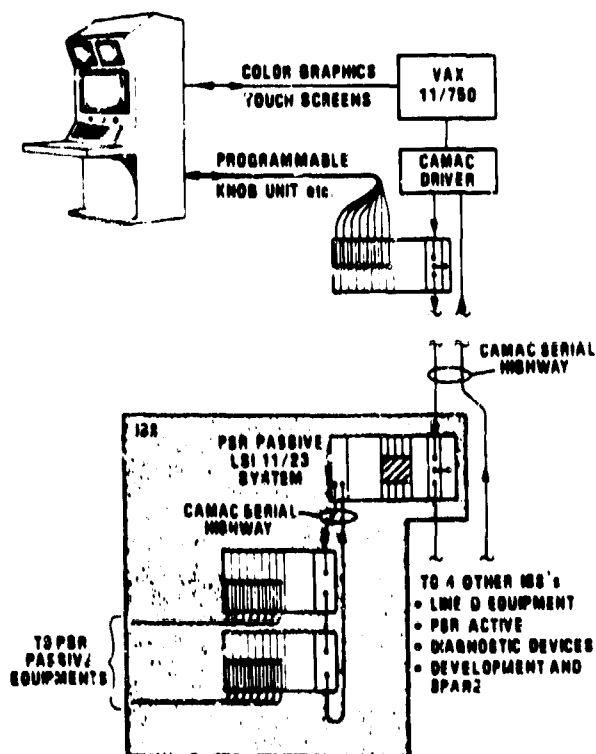 COLOR GRAPHICS
TOUCH SCREENS
VAX
11/750
PROGRAMMABLE
KNOB UNIT etc.
CAMAC
DRIVER
CAMAC SERIAL
HIGHWAY
ISS
PSR PASSIVE
LSI 11/23
SYSTEM
CAMAC SERIAL
HIGHWAY
TO PSR
PASSIVE
EQUIPMENTS
TO 4 OTHER ISS's
• LINE D EQUIPMENT
• PSR ACTIVE
• DIAGNOSTIC DEVICES
• DEVELOPMENT AND
SPARE